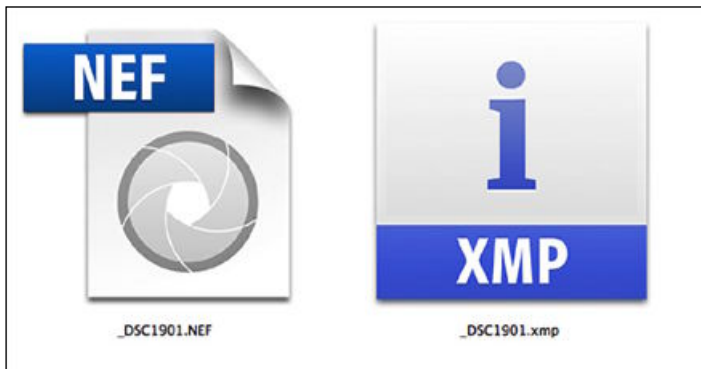 NEF
i
XMP
_DSC1901.NEF
_DSC1901.xmp